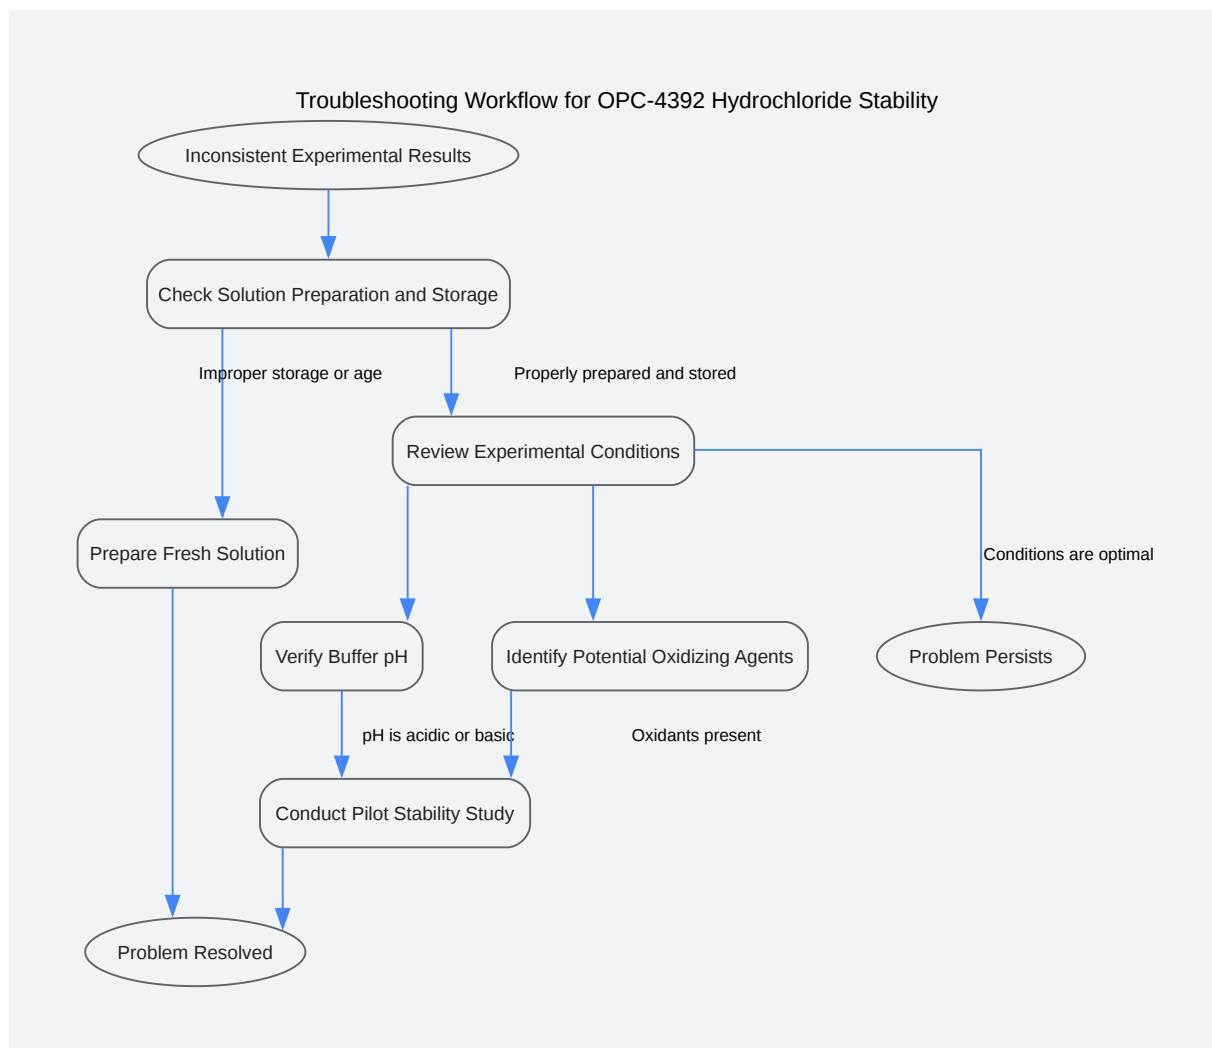 Troubleshooting Workflow for OPC-4392 Hydrochloride Stability
Inconsistent Experimental Results
Check Solution Preparation and Storage
Improper storage or age
Properly prepared and stored
Review Experimental Conditions
Prepare Fresh Solution
Conditions are optimal
Verify Buffer pH
Identify Potential Oxidizing Agents
Problem Persists
pH is acidic or basic
Oxidants present
Conduct Pilot Stability Study
Problem Resolved